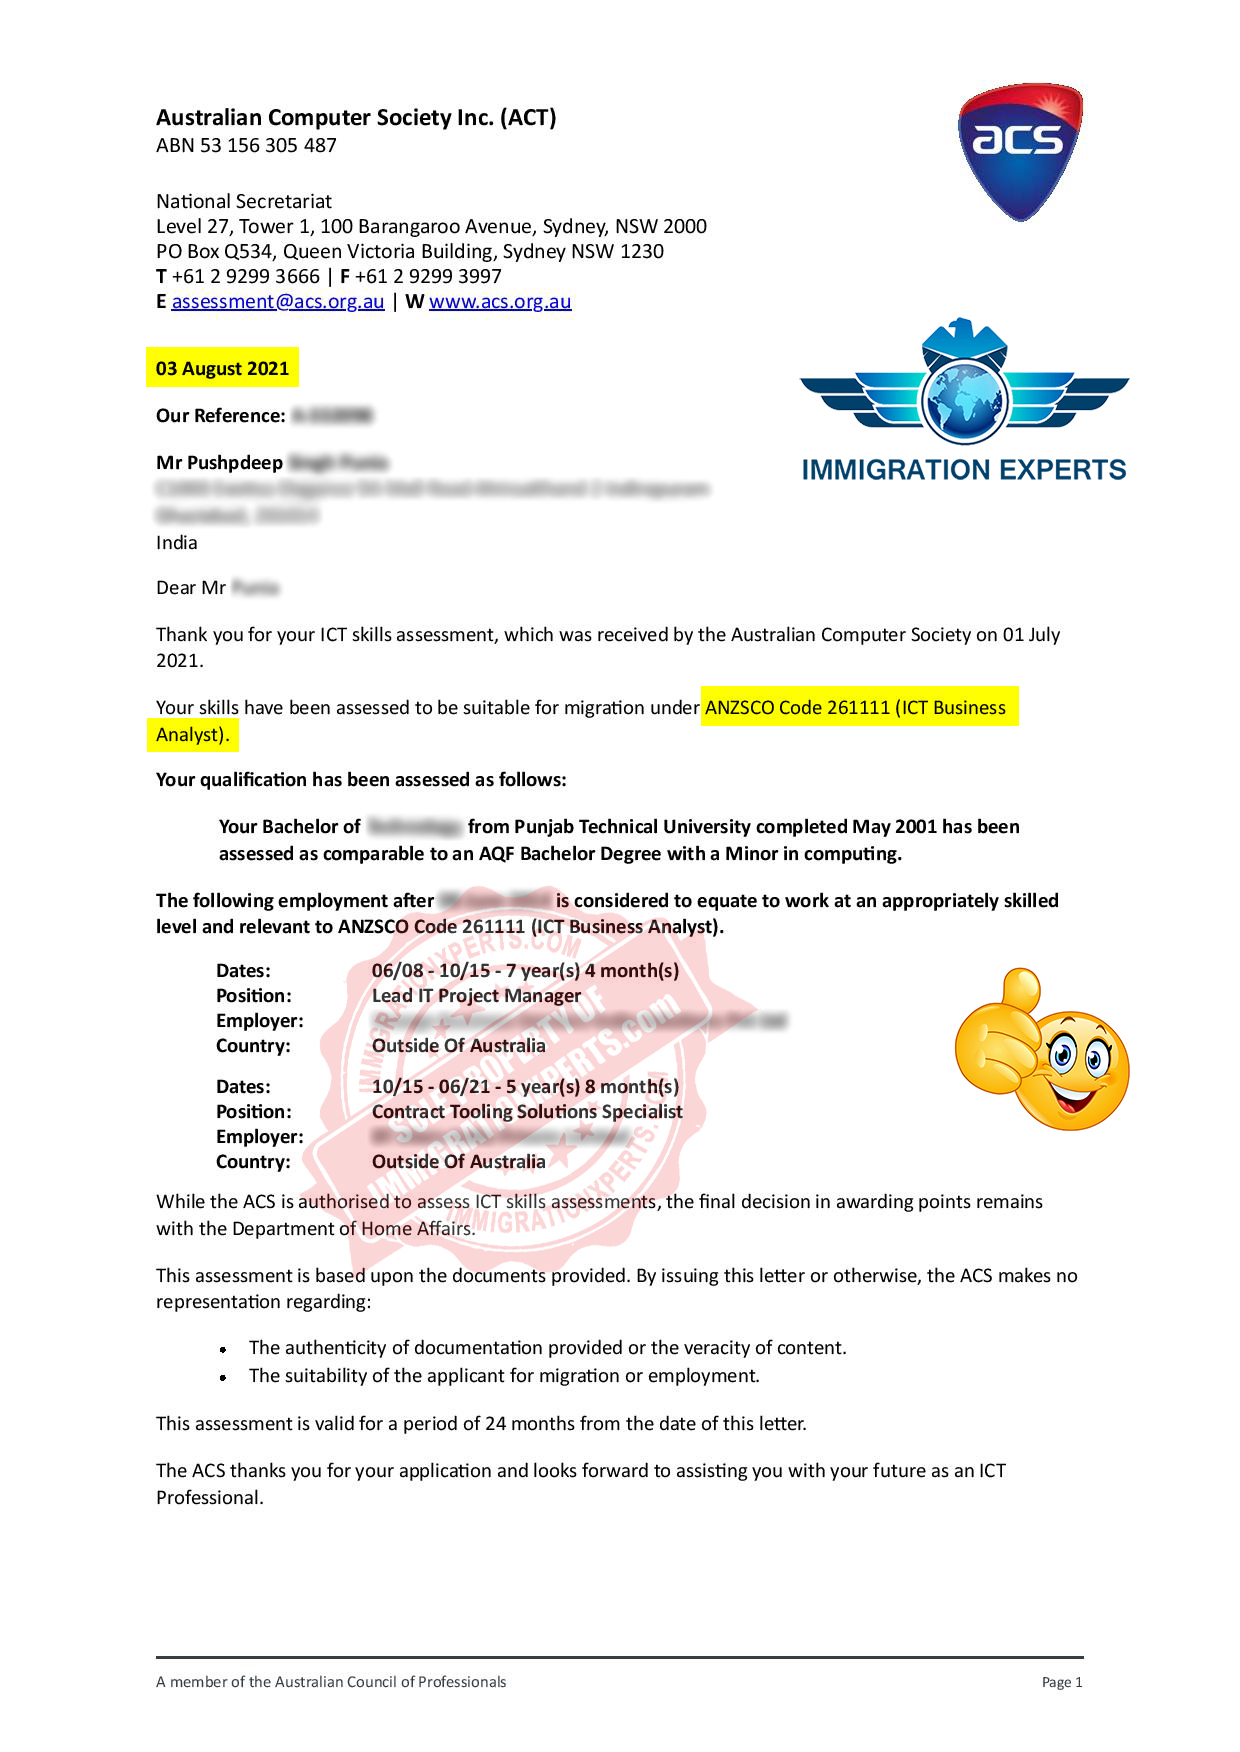 Australian Computer Society Inc. (ACT)
ABN 53 156 305 487
acs
National Secretariat
Level 27, Tower 1, 100 Barangaroo Avenue, Sydney, NSW 2000
PO Box Q534, Queen Victoria Building, Sydney NSW 1230
T +61 2 9299 3666 | F +61 2 9299 3997
E assessment@acs.org.au | W www.acs.org.au
03 August 2021
IMMIGRATION EXPERTS
Our Reference:
Mr Pushpdeep
India
Dear Mr
Thank you for your ICT skills assessment, which was received by the Australian Computer Society on 01 July
2021.
Your skills have been assessed to be suitable for migration under ANZSCO Code 261111 (ICT Business
Analyst).
Your qualification has been assessed as follows:
Your Bachelor of from Punjab Technical University completed May 2001 has been
assessed as comparable to an AQF Bachelor Degree with a Minor in computing.
The following employment after is considered to equate to work at an appropriately skilled
level and relevant to ANZSCO Code 261111 (ICT Business Analyst).
Dates: 06/08 - 10/15 - 7 year(s) 4 month(s)
Position: Lead IT Project Manager
Employer:
Country: Outside Of Australia
Dates: 10/15 - 06/21 - 5 year(s) 8 month(s)
Position: Contract Tooling Solutions Specialist
Employer:
Country: Outside Of Australia
IMMIGRATIONXPERTS.COM
SOLE PROPERTY OF
IMMIGRATIONXPERTS.com
IMMIGRATIONXPERTS.COM
While the ACS is authorised to assess ICT skills assessments, the final decision in awarding points remains
with the Department of Home Affairs.
This assessment is based upon the documents provided. By issuing this letter or otherwise, the ACS makes no
representation regarding:
• The authenticity of documentation provided or the veracity of content.
• The suitability of the applicant for migration or employment.
This assessment is valid for a period of 24 months from the date of this letter.
The ACS thanks you for your application and looks forward to assisting you with your future as an ICT
Professional.
A member of the Australian Council of Professionals Page 1